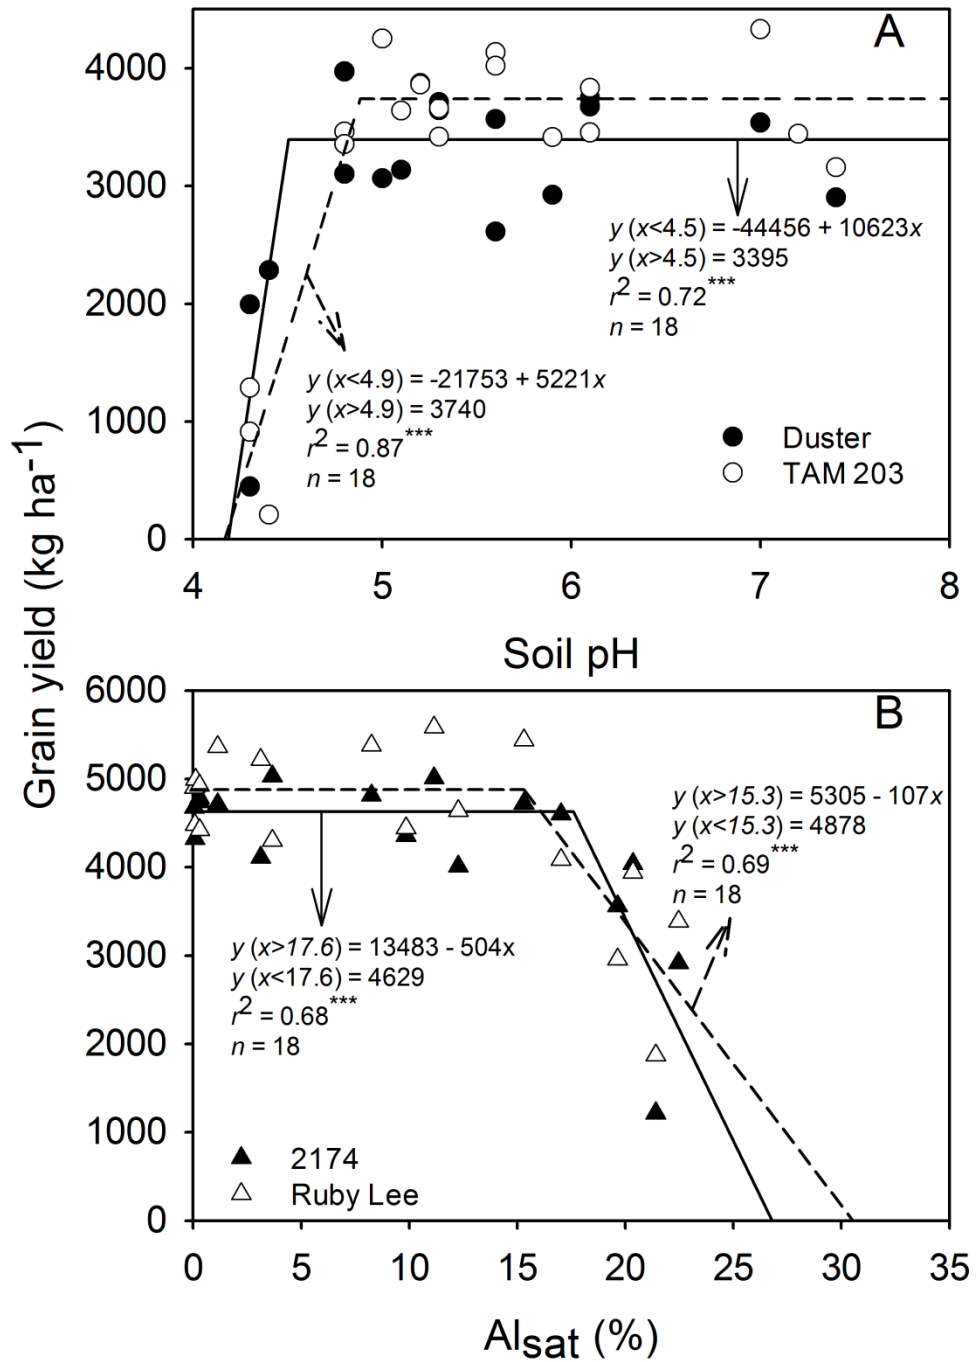 A
4000
3000
2000
1000
0
y (x<4.5) = -44456 + 10623x
y (x>4.5) = 3395
r² = 0.72***
n = 18
y (x<4.9) = -21753 + 5221x
y (x>4.9) = 3740
r² = 0.87***
n = 18
Duster
TAM 203
4 5 6 7 8
Soil pH
Grain yield (kg ha⁻¹)
B
6000
5000
4000
3000
2000
1000
0
y (x>15.3) = 5305 - 107x
y (x<15.3) = 4878
r² = 0.69***
n = 18
y (x>17.6) = 13483 - 504x
y (x<17.6) = 4629
r² = 0.68***
n = 18
2174
Ruby Lee
0 5 10 15 20 25 30 35
Alsat (%)